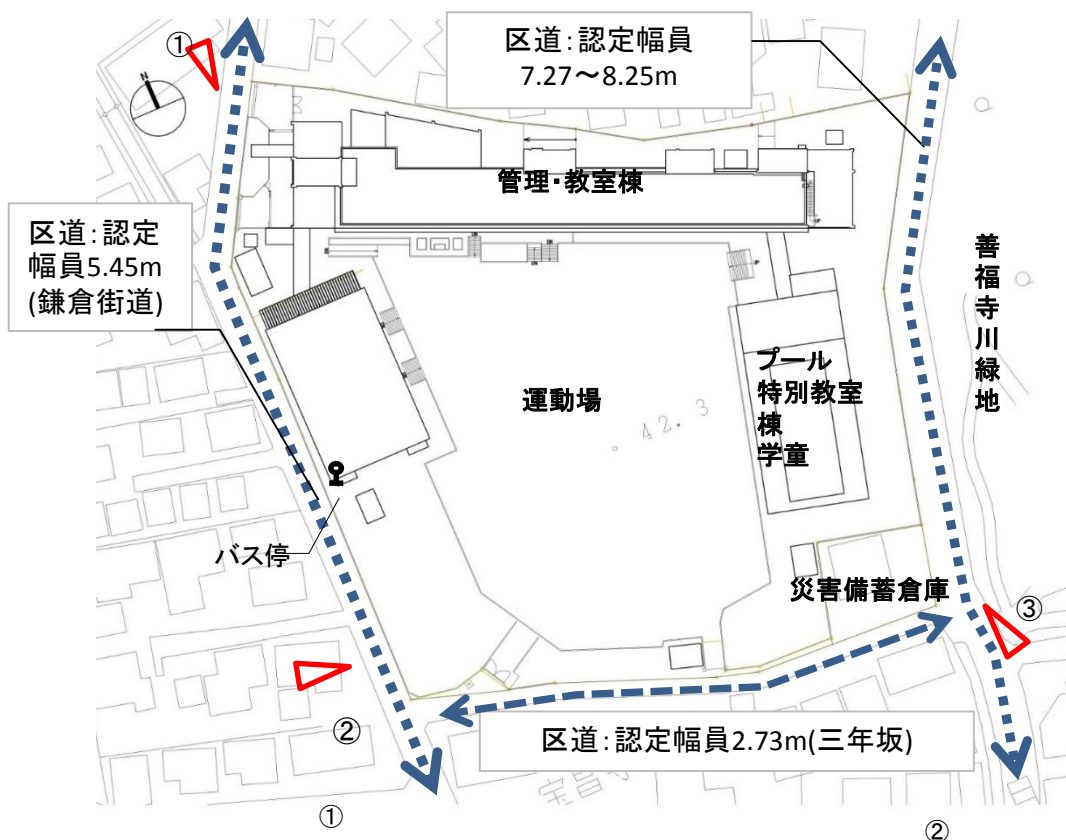 ①
N
区道：認定幅員
7.27～8.25m
管理・教室棟
区道：認定
幅員5.45m
(鎌倉街道)
善福寺川緑地
運動場
42.3
プール
特別教室
棟
学童
バス停
災害備蓄倉庫
③
②
区道：認定幅員2.73m(三年坂)
宝昌
①
②